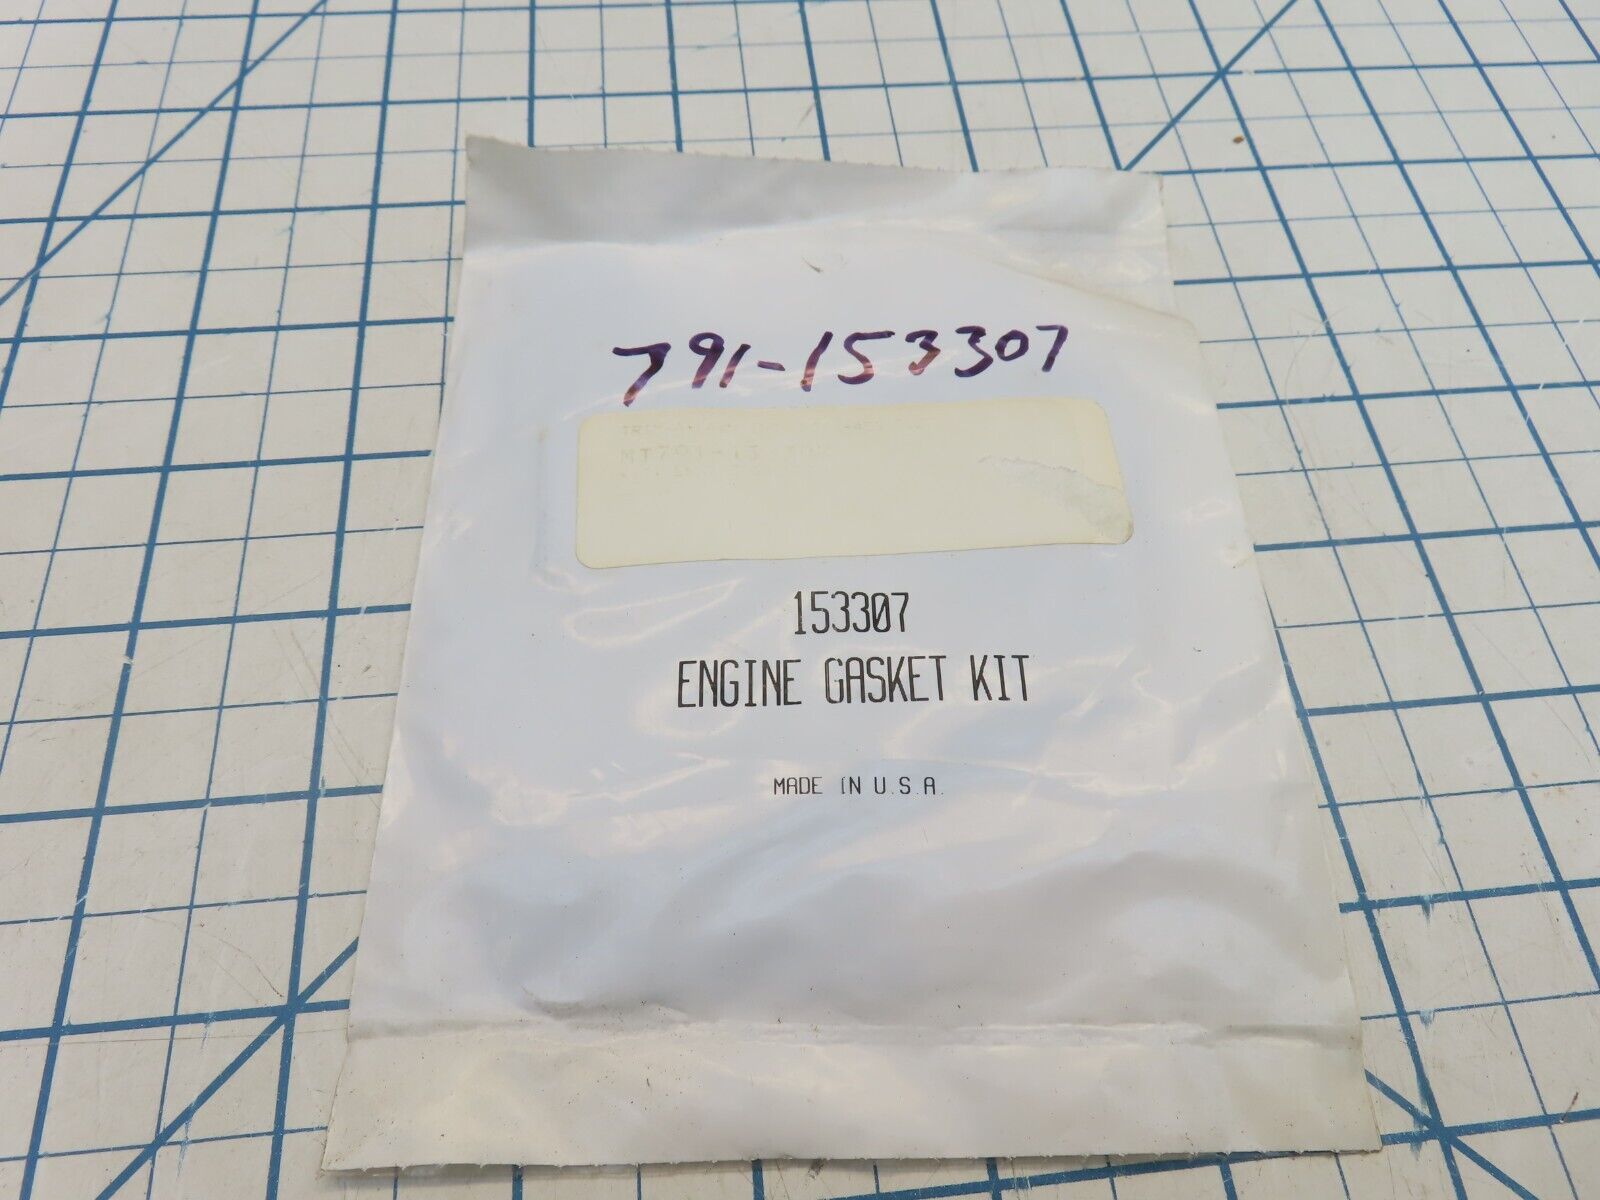 791-153307
153307
ENGINE GASKET KIT
MADE IN U.S.A.